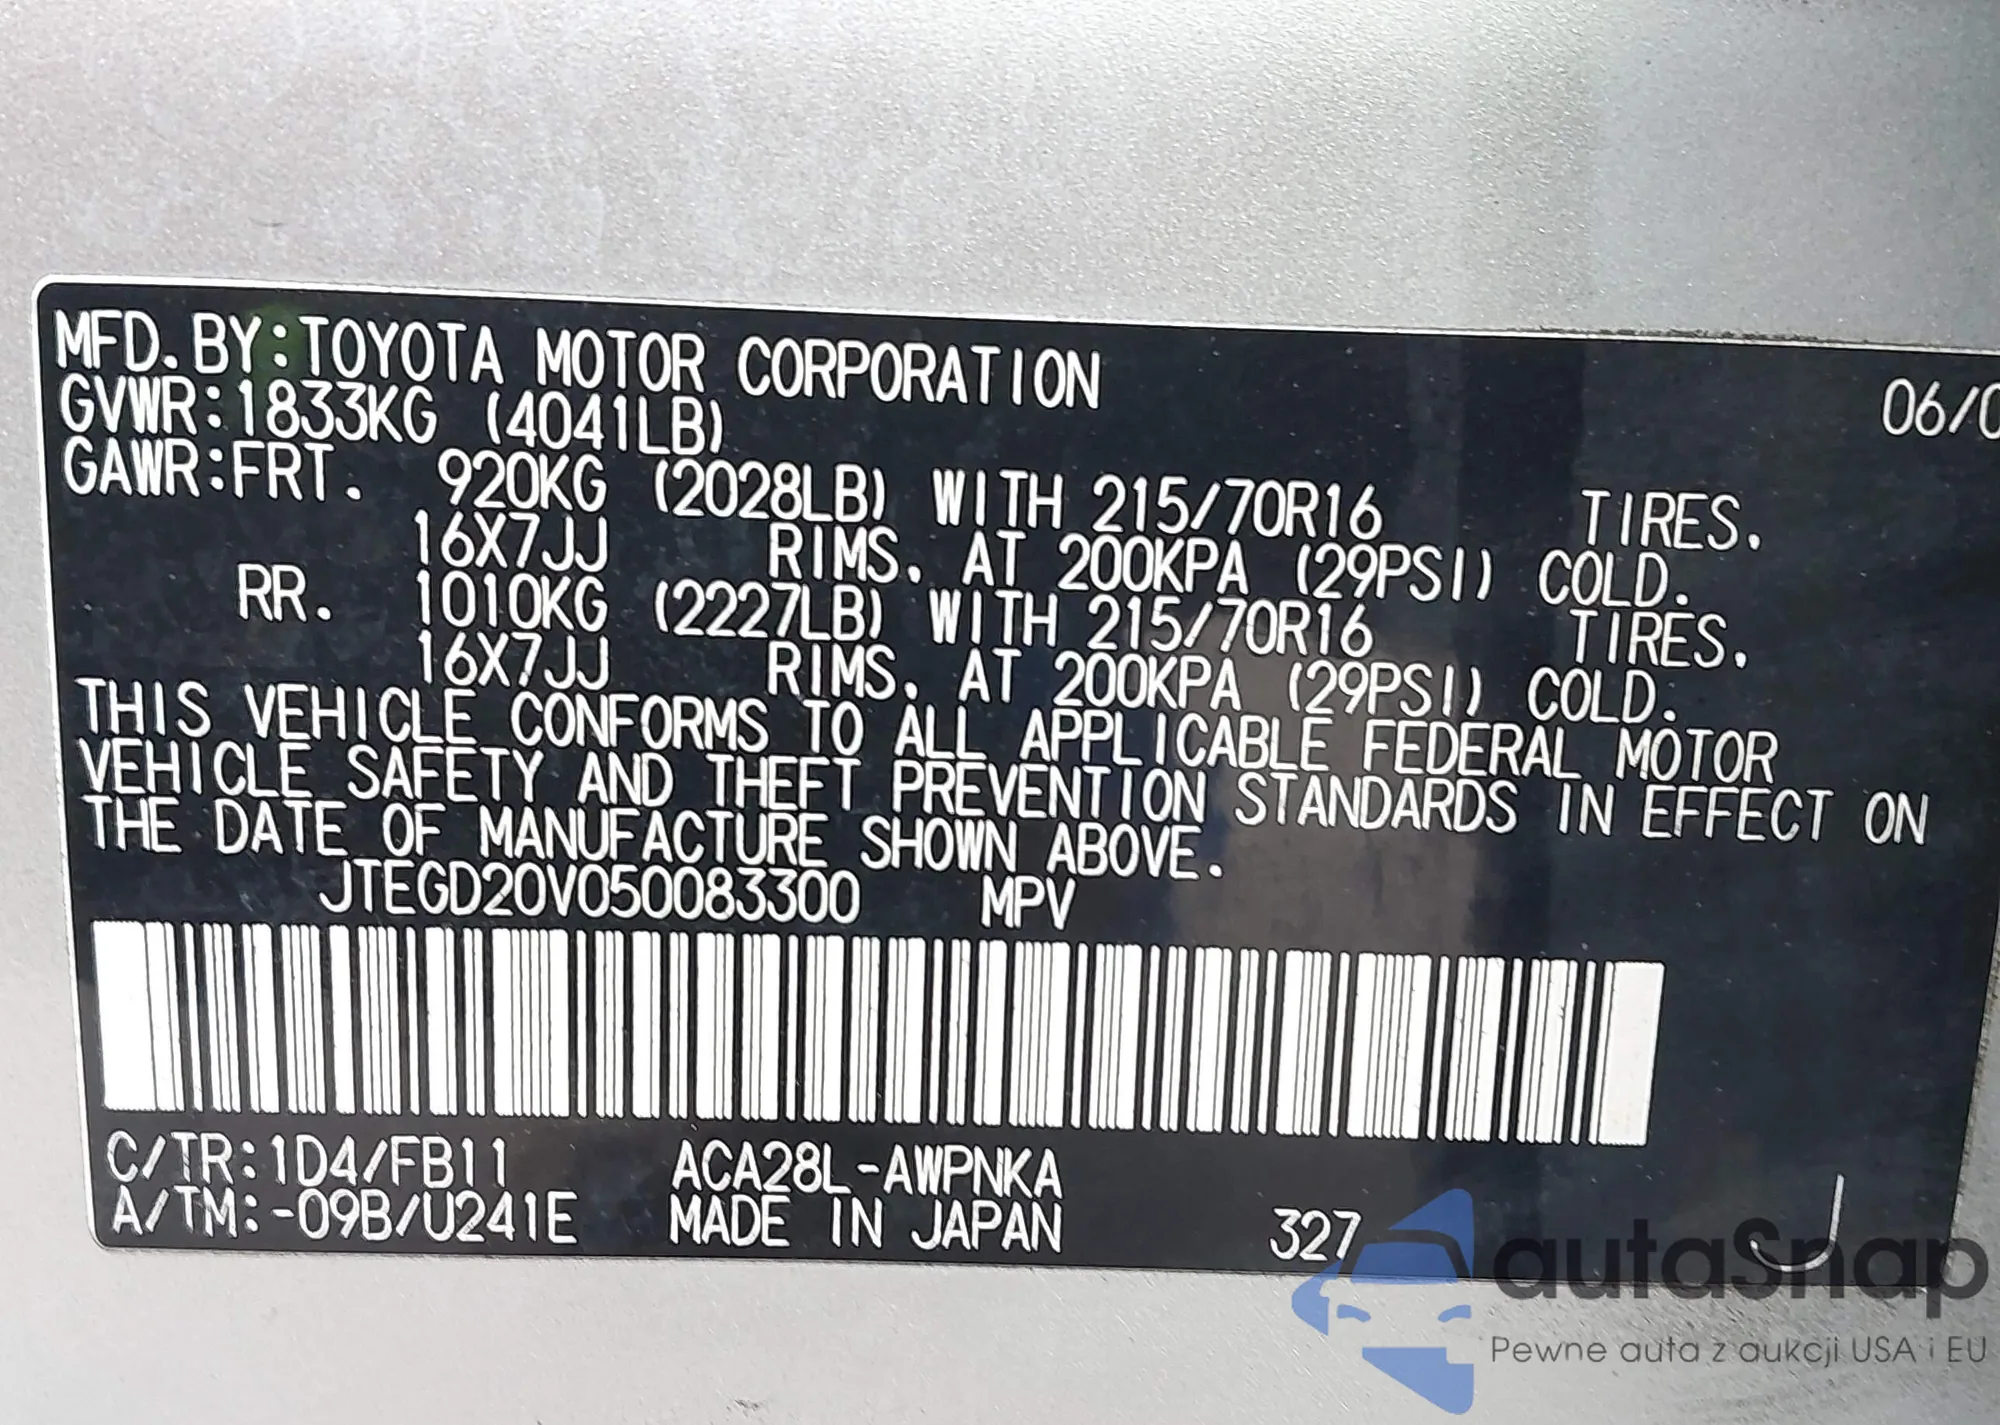 MFD. BY:TOYOTA MOTOR CORPORATION 06/0
GVWR:1833KG (4041LB)
GAWR:FRT. 920KG (2028LB) WITH 215/70R16 TIRES.
16X7JJ RIMS. AT 200KPA (29PSI) COLD.
RR. 1010KG (2227LB) WITH 215/70R16 TIRES.
16X7JJ RIMS. AT 200KPA (29PSI) COLD.
THIS VEHICLE CONFORMS TO ALL APPLICABLE FEDERAL MOTOR
VEHICLE SAFETY AND THEFT PREVENTION STANDARDS IN EFFECT ON
THE DATE OF MANUFACTURE SHOWN ABOVE.
JTEGD20V050083300 MPV
C/TR:1D4/FB11 ACA28L-AWPNKA
A/TM:-09B/U241E MADE IN JAPAN 327 J
autaSnap
Pewne auta z aukcji USA i EU